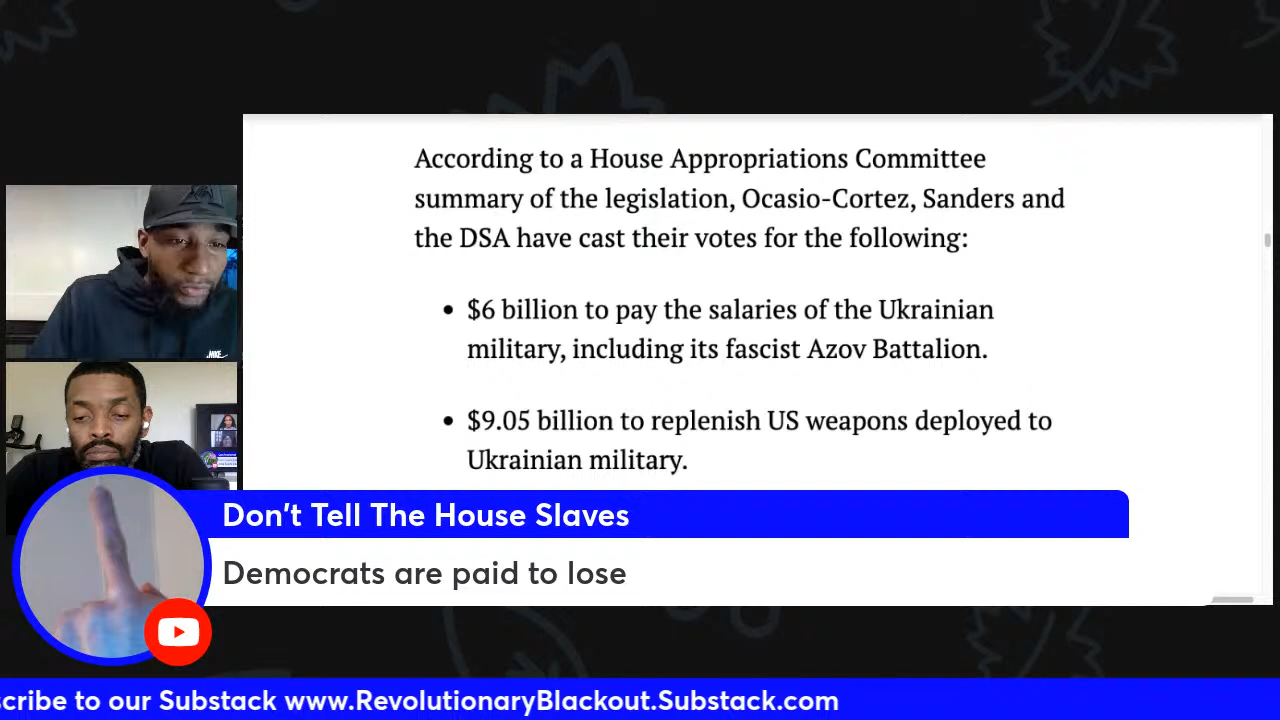 According to a House Appropriations Committee
summary of the legislation, Ocasio-Cortez, Sanders and
the DSA have cast their votes for the following:
• $6 billion to pay the salaries of the Ukrainian
military, including its fascist Azov Battalion.
• $9.05 billion to replenish US weapons deployed to
Ukrainian military.
Don't Tell The House Slaves
Democrats are paid to lose
scribe to our Substack www.RevolutionaryBlackout.Substack.com